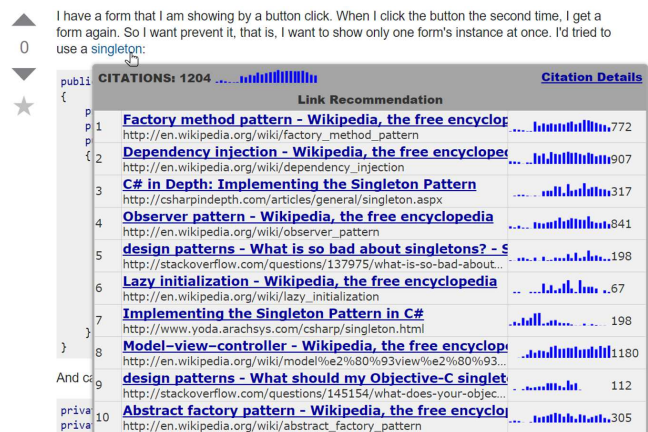 I have a form that I am showing by a button click. When I click the button the second time, I get a
form again. So I want prevent it, that is, I want to show only one form's instance at once. I'd tried to
0
use a singleton:
publi
CITATIONS: 1204 Citation Details
{
Link Recommendation
p
1 Factory method pattern - Wikipedia, the free encyclop 772
p
http://en.wikipedia.org/wiki/factory_method_pattern
p
{
2 Dependency injection - Wikipedia, the free encyclopec 907
http://en.wikipedia.org/wiki/dependency_injection
3 C# in Depth: Implementing the Singleton Pattern 317
http://csharpindepth.com/articles/general/singleton.aspx
4 Observer pattern - Wikipedia, the free encyclopedia 841
http://en.wikipedia.org/wiki/observer_pattern
5 design patterns - What is so bad about singletons? - S 198
http://stackoverflow.com/questions/137975/what-is-so-bad-about...
6 Lazy initialization - Wikipedia, the free encyclopedia 67
http://en.wikipedia.org/wiki/lazy_initialization
7 Implementing the Singleton Pattern in C# 198
http://www.yoda.arachsys.com/csharp/singleton.html
}
}
8 Model–view–controller - Wikipedia, the free encyclope 1180
http://en.wikipedia.org/wiki/model%e2%80%93view%e2%80%93...
And ca
9 design patterns - What should my Objective-C singlet 112
http://stackoverflow.com/questions/145154/what-does-your-objec...
priva
10 Abstract factory pattern - Wikipedia, the free encyclop 305
priva
http://en.wikipedia.org/wiki/abstract_factory_pattern